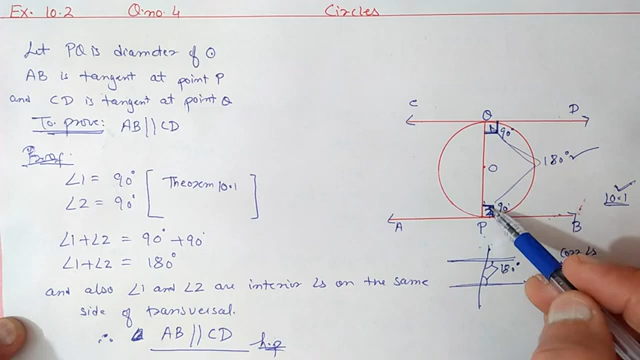 Ex. 10.2 Q.no. 4 Circles
Let PQ is diameter of ⊙
AB is tangent at point P
and CD is tangent at point Q
To prove: AB || CD
Proof:
∠1 = 90° [Theorem 10.1]
∠2 = 90°
∠1+∠2 = 90°+90°
∠1+∠2 = 180°
and also ∠1 and ∠2 are interior ∠s on the same
side of transversal.
∴ AB || CD h.p
C Q D
90°
O 180° ✓
10.1
90°
A P B
180°